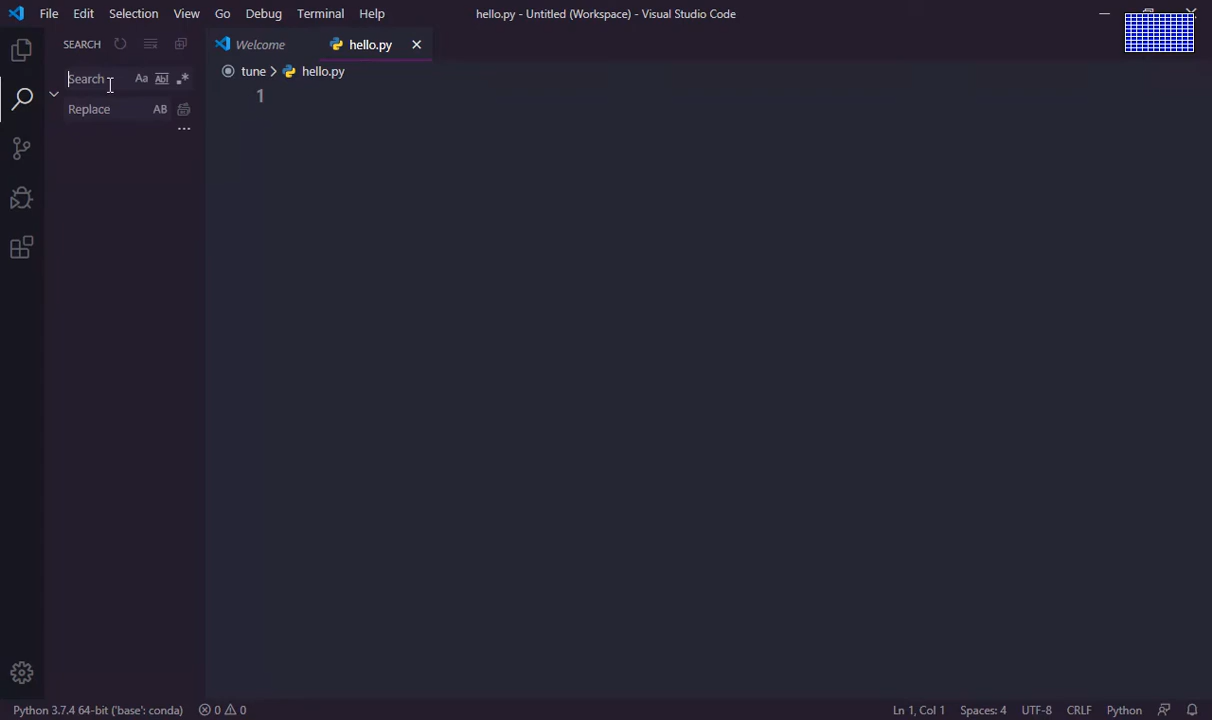 File Edit Selection View Go Debug Terminal Help hello.py - Untitled (Workspace) - Visual Studio Code
SEARCH Welcome hello.py
Search Aa Abl .* tune > hello.py
1
Replace AB
Python 3.7.4 64-bit ('base': conda) 0 0 Ln 1, Col 1 Spaces: 4 UTF-8 CRLF Python